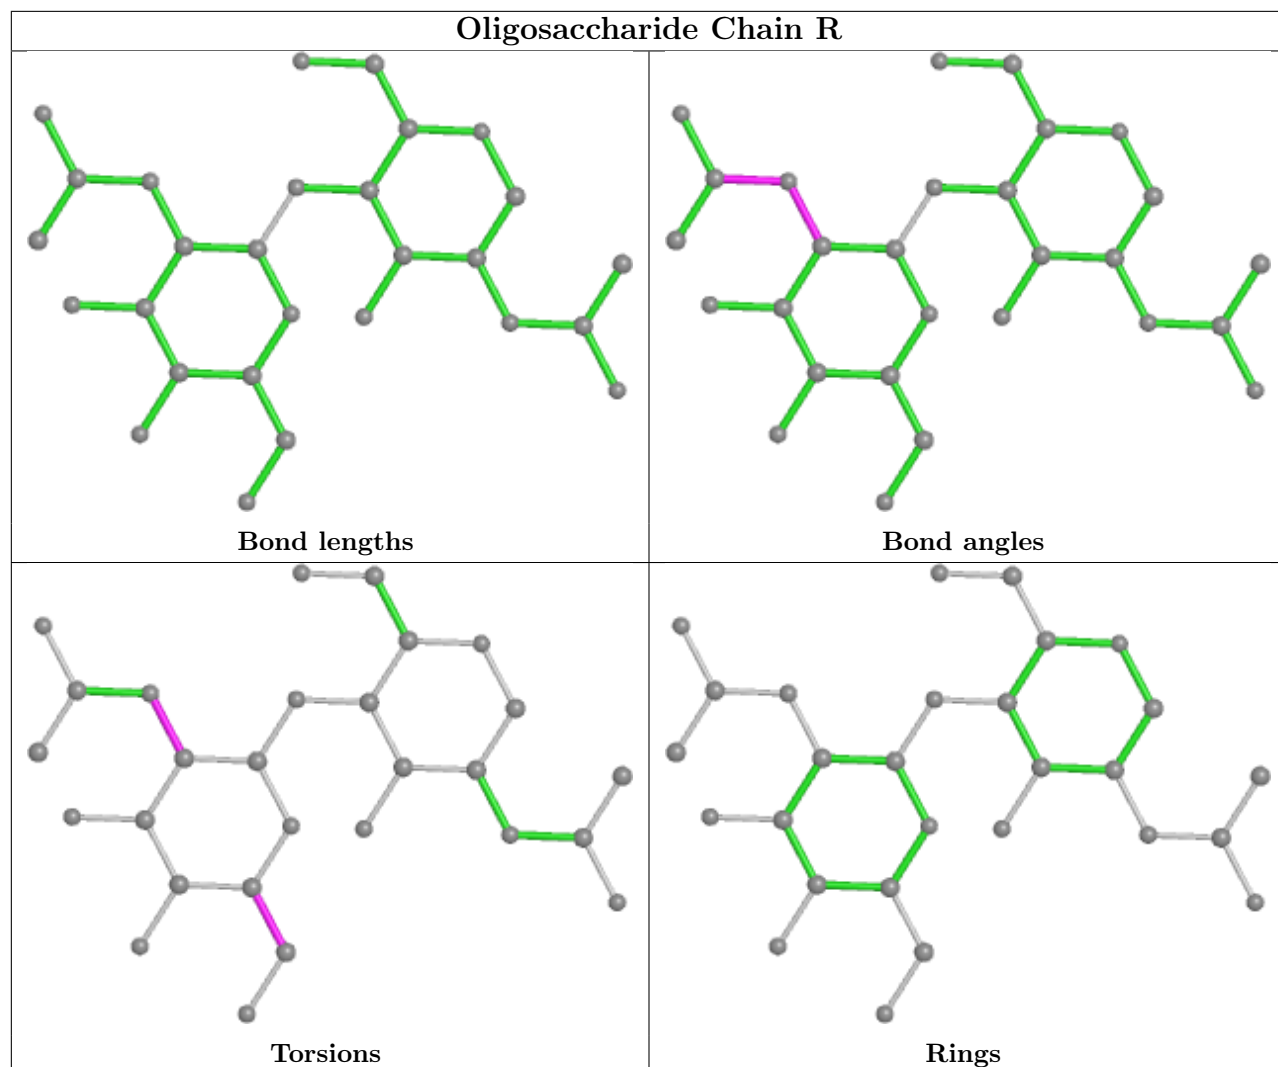 Oligosaccharide Chain R
Bond lengths
Bond angles
Torsions
Rings